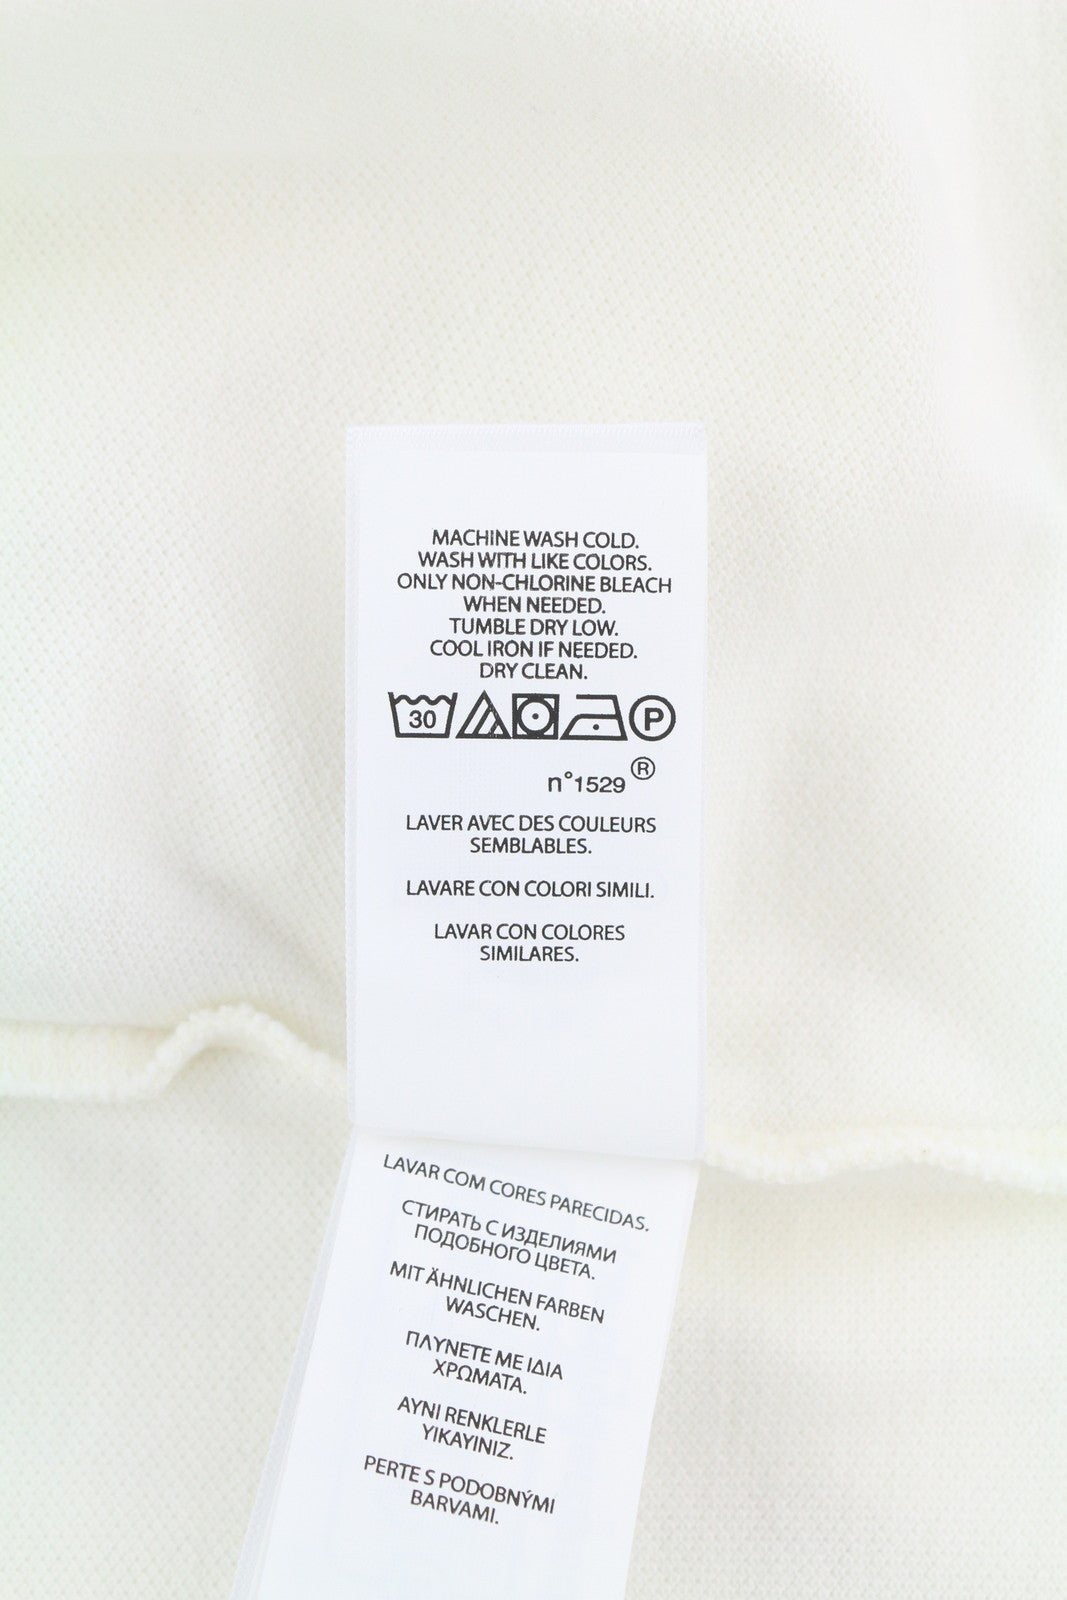 MACHINE WASH COLD.
WASH WITH LIKE COLORS.
ONLY NON-CHLORINE BLEACH
WHEN NEEDED.
TUMBLE DRY LOW.
COOL IRON IF NEEDED.
DRY CLEAN.
30 P
n°1529®
LAVER AVEC DES COULEURS
SEMBLABLES.
LAVARE CON COLORI SIMILI.
LAVAR CON COLORES
SIMILARES.
LAVAR COM CORES PARECIDAS.
СТИРАТЬ С ИЗДЕЛИЯМИ
ПОДОБНОГО ЦВЕТА.
MIT ÄHNLICHEN FARBEN
WASCHEN.
ΠΛΥΝΕΤΕ ΜΕ ΙΔΙΑ
ΧΡΩΜΑΤΑ.
AYNI RENKLERLE
YIKAYINIZ.
PERTE S PODOBNÝMI
BARVAMI.